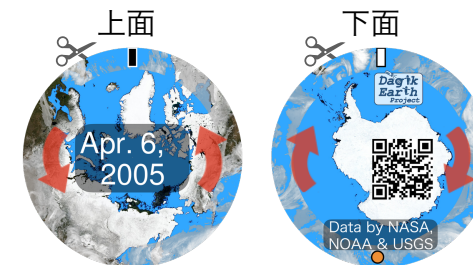 上面
下面
Apr. 6,
2005
Dagik
Earth
Project
Data by NASA,
NOAA & USGS